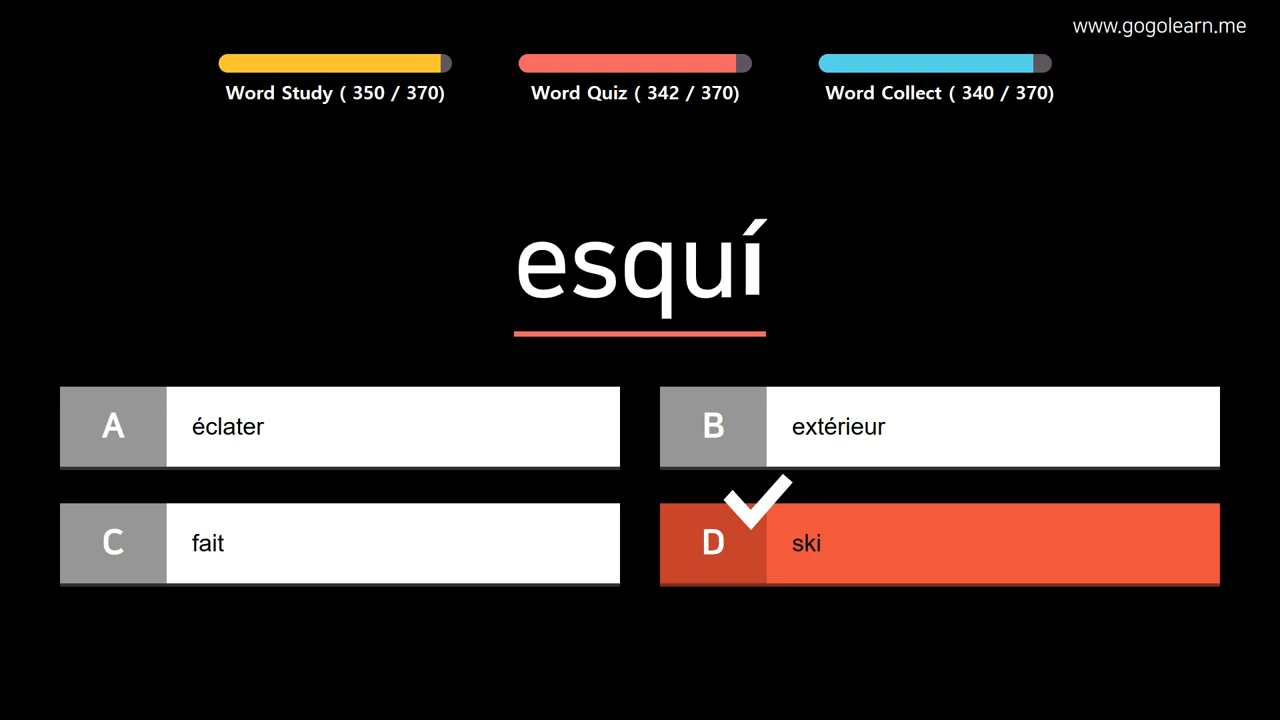 www.gogolearn.me
Word Study ( 350 / 370)
Word Quiz ( 342 / 370)
Word Collect ( 340 / 370)
esquí
A éclater
B extérieur
C fait
D ski